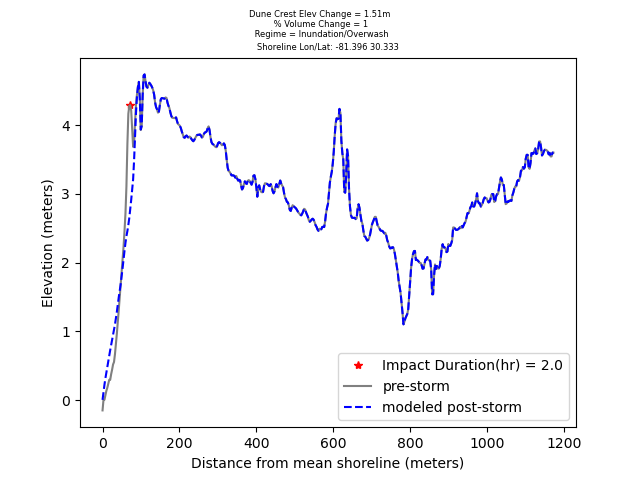 Dune Crest Elev Change = 1.51m
% Volume Change = 1
Regime = Inundation/Overwash
Shoreline Lon/Lat: -81.396 30.333
Elevation (meters)
4
3
2
1
0
0 200 400 600 800 1000 1200
Distance from mean shoreline (meters)
Impact Duration(hr) = 2.0
pre-storm
modeled post-storm